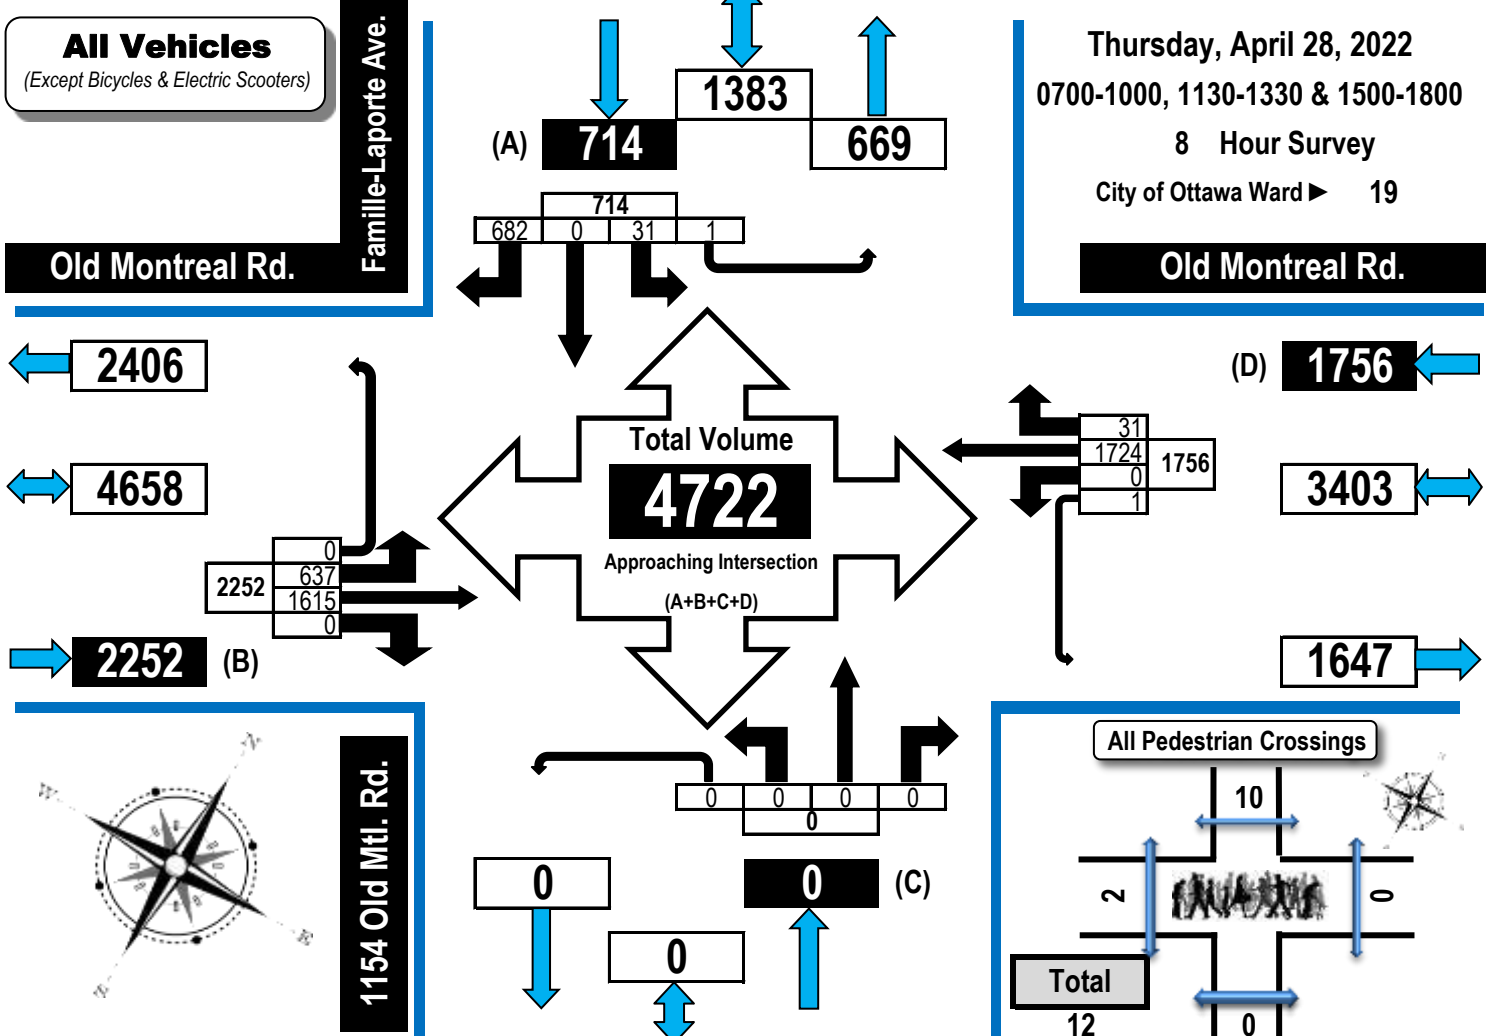 All Vehicles
(Except Bicycles & Electric Scooters)
Famille-Laporte Ave.
Old Montreal Rd.
1383
(A) 714
669
714
682 0 31 1
Thursday, April 28, 2022
0700-1000, 1130-1330 & 1500-1800
8 Hour Survey
City of Ottawa Ward ► 19
Old Montreal Rd.
2406
4658
0
637
1615
0
2252
2252 (B)
Total Volume
4722
Approaching Intersection
(A+B+C+D)
(D) 1756
31
1724
0
1
1756
3403
1647
1154 Old Mtl. Rd.
N
W
E
S
0 0 0 0
0
0
0 (C)
0
All Pedestrian Crossings
10
2
0
Total
12
0